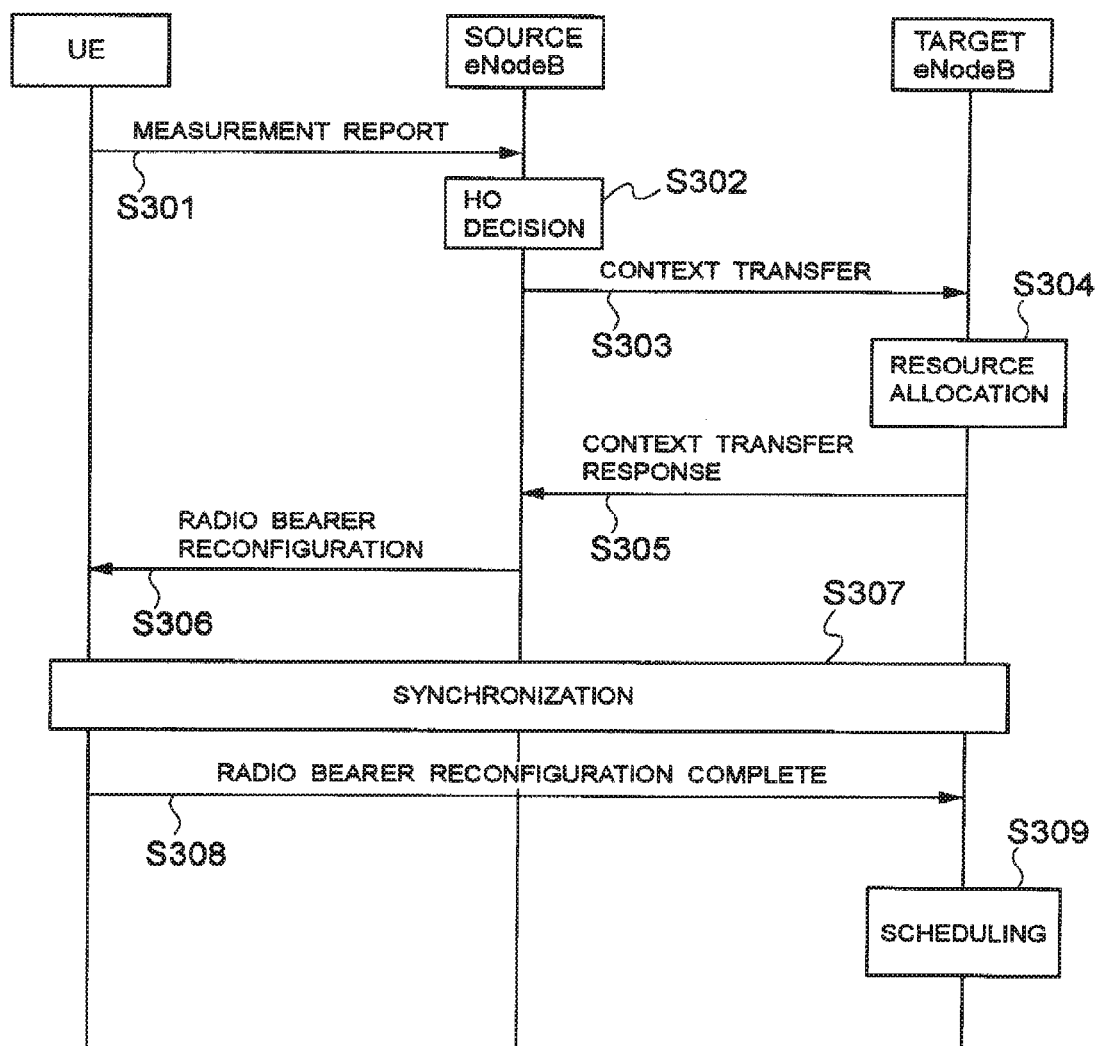 UE
SOURCE
eNodeB
TARGET
eNodeB
MEASUREMENT REPORT
S301
HO
DECISION
S302
CONTEXT TRANSFER
S303
S304
RESOURCE
ALLOCATION
CONTEXT TRANSFER
RESPONSE
S305
RADIO BEARER
RECONFIGURATION
S306
S307
SYNCHRONIZATION
RADIO BEARER RECONFIGURATION COMPLETE
S308
S309
SCHEDULING